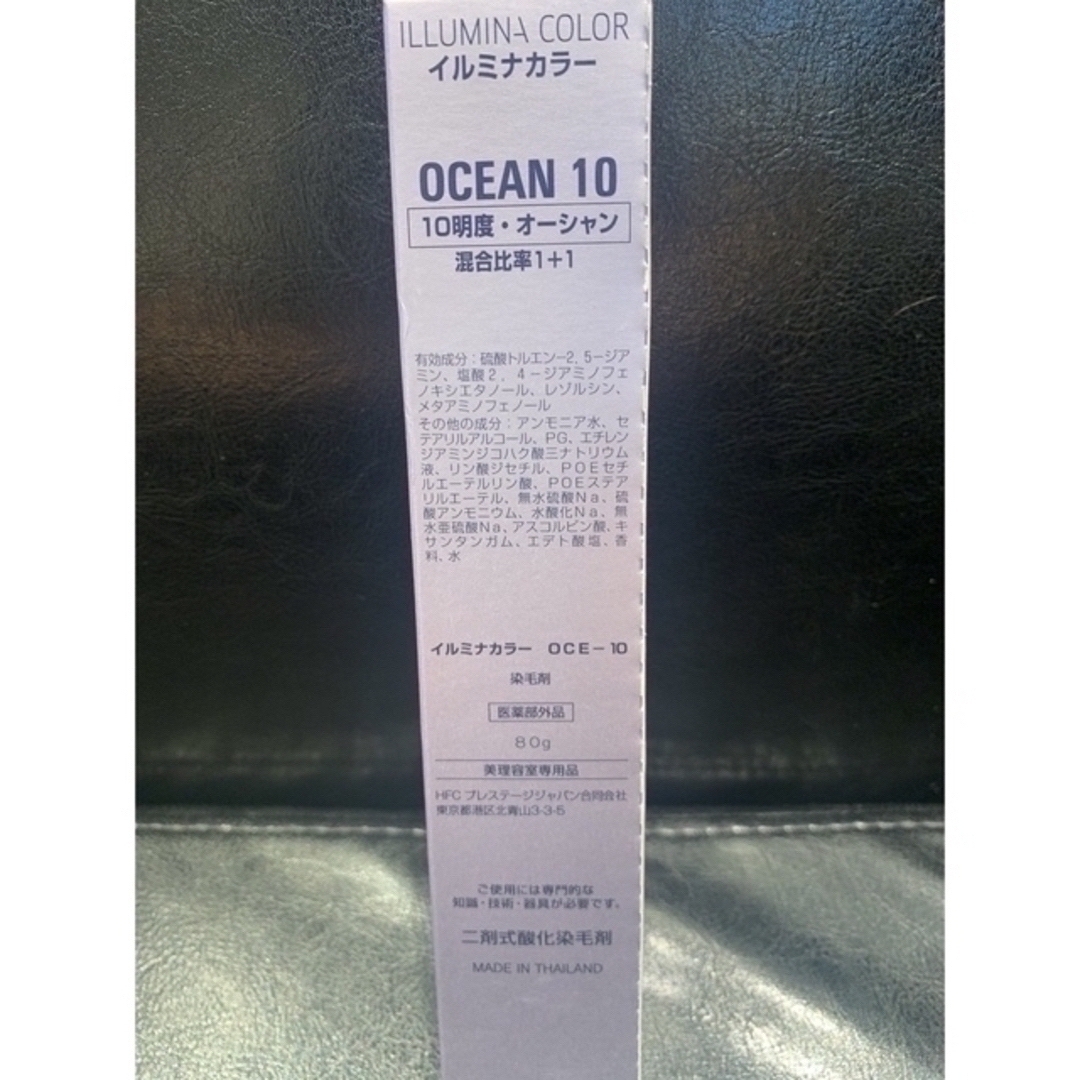 ILLUMINA COLOR
イルミナカラー
OCEAN 10
10明度・オーシャン
混合比率1+1
有効成分：硫酸トルエン−2, 5−ジア
ミン、塩酸2, 4−ジアミノフェ
ノキシエタノール、レゾルシン、
メタアミノフェノール
その他の成分：アンモニア水、セ
テアリルアルコール、PG、エチレン
ジアミンジコハク酸三ナトリウム
液、リン酸ジセチル、POEセチ
ルエーテルリン酸、POEステア
リルエーテル、無水硫酸Na、硫
酸アンモニウム、水酸化Na、無
水亜硫酸Na、アスコルビン酸、キ
サンタンガム、エデト酸塩、香
料、水
イルミナカラー OCE−10
染毛剤
医薬部外品
80g
美理容室専用品
HFC プレステージジャパン合同会社
東京都港区北青山3-3-5
ご使用には専門的な
知識・技術・器具が必要です。
二剤式酸化染毛剤
MADE IN THAILAND